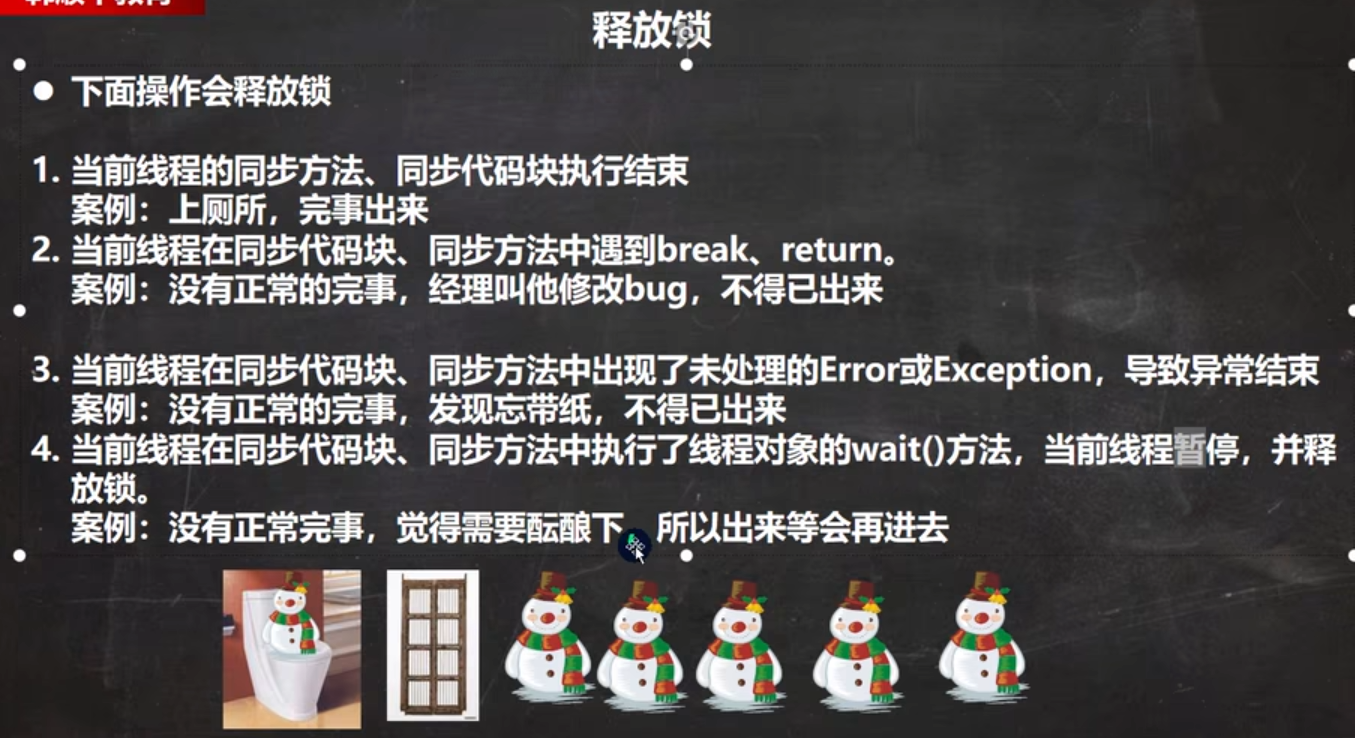 释放锁
● 下面操作会释放锁
1. 当前线程的同步方法、同步代码块执行结束
案例：上厕所，完事出来
2. 当前线程在同步代码块、同步方法中遇到break、return。
案例：没有正常的完事，经理叫他修改bug，不得已出来
3. 当前线程在同步代码块、同步方法中出现了未处理的Error或Exception，导致异常结束
案例：没有正常的完事，发现忘带纸，不得已出来
4. 当前线程在同步代码块、同步方法中执行了线程对象的wait()方法，当前线程暂停，并释
放锁。
案例：没有正常完事，觉得需要酝酿下，所以出来等会再进去